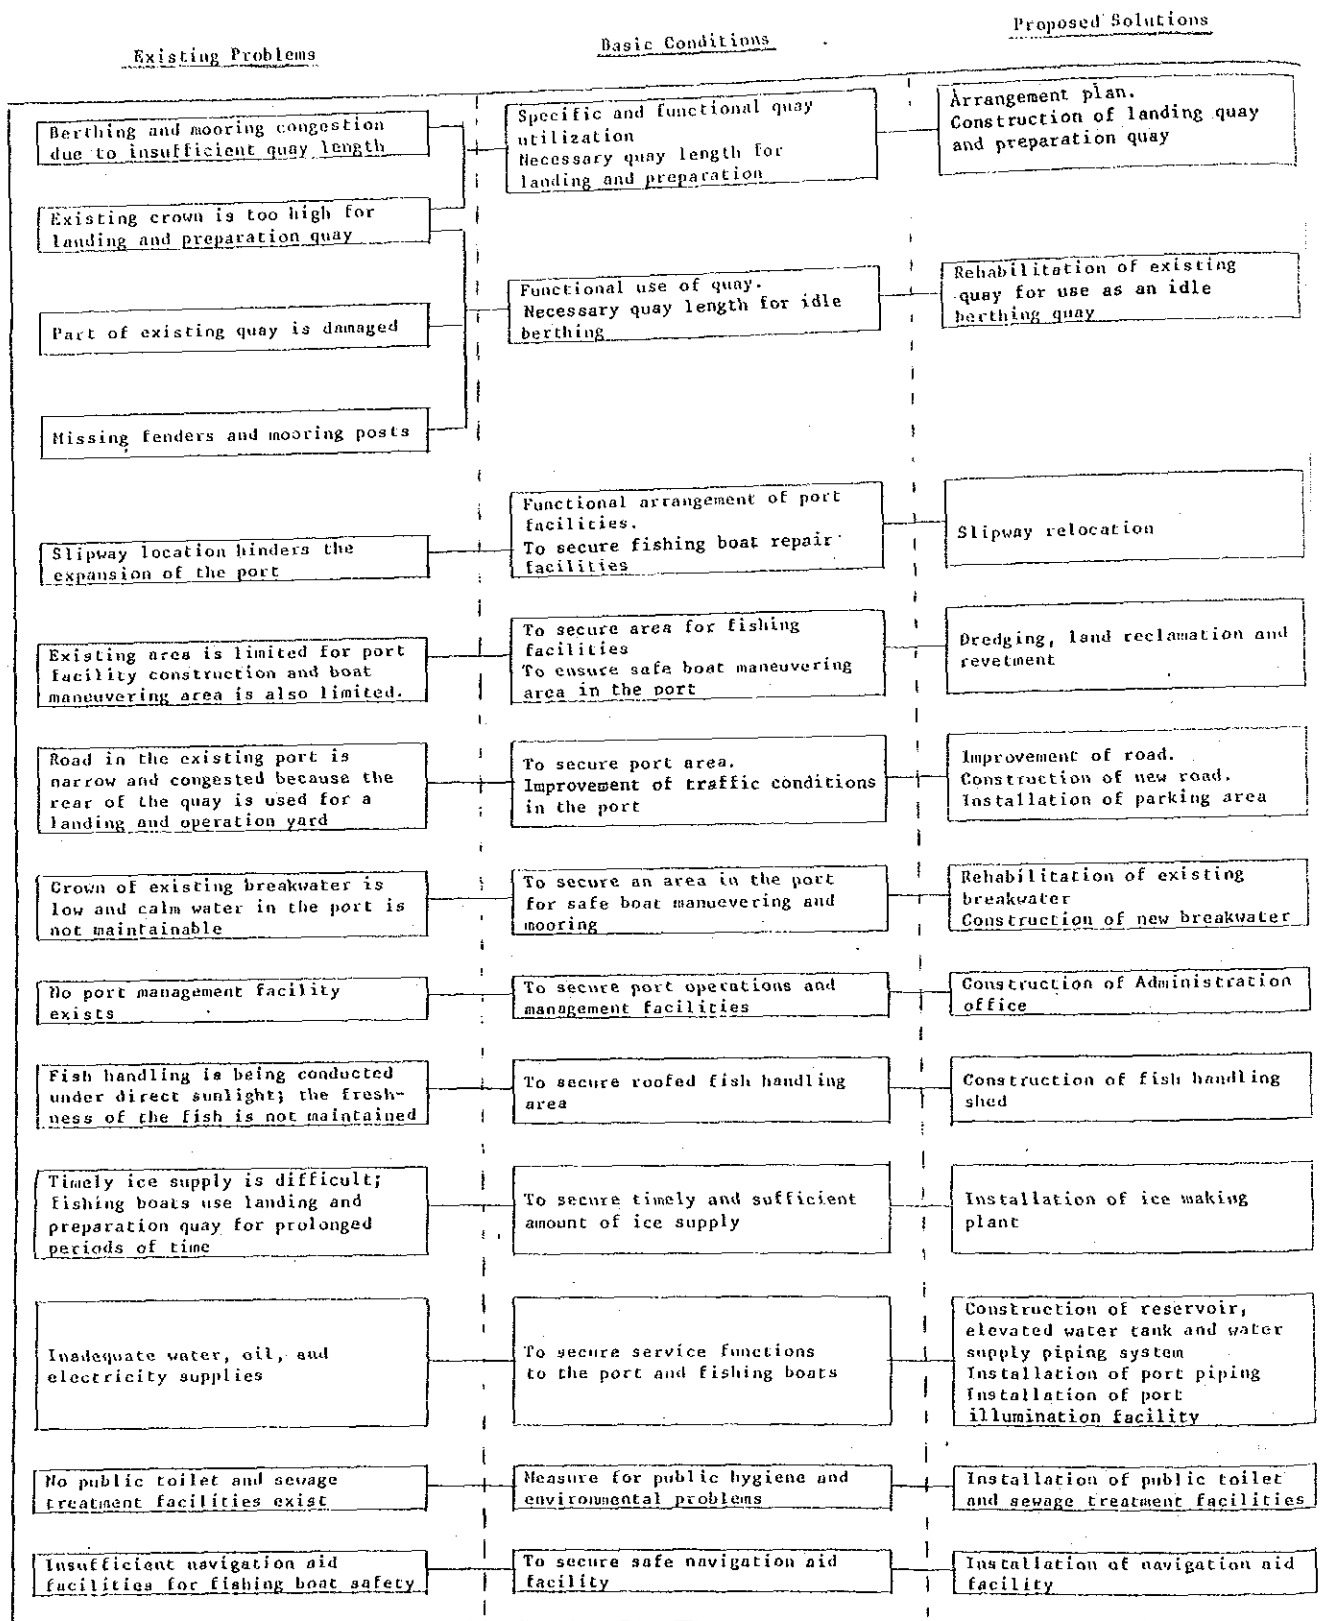 Existing Problems
Basic Conditions
Proposed Solutions
Berthing and mooring congestion
due to insufficient quay length
Specific and functional quay
utilization
Necessary quay length for
landing and preparation
Arrangement plan.
Construction of landing quay
and preparation quay
Existing crown is too high for
landing and preparation quay
Part of existing quay is damaged
Functional use of quay.
Necessary quay length for idle
berthing
Rehabilitation of existing
quay for use as an idle
berthing quay
Missing fenders and mooring posts
Slipway location hinders the
expansion of the port
Functional arrangement of port
facilities.
To secure fishing boat repair
facilities
Slipway relocation
Existing area is limited for port
facility construction and boat
maneuvering area is also limited.
To secure area for fishing
facilities
To ensure safe boat maneuvering
area in the port
Dredging, land reclamation and
revetment
Road in the existing port is
narrow and congested because the
rear of the quay is used for a
landing and operation yard
To secure port area.
Improvement of traffic conditions
in the port
Improvement of road.
Construction of new road.
Installation of parking area
Crown of existing breakwater is
low and calm water in the port is
not maintainable
To secure an area in the port
for safe boat manuevering and
mooring
Rehabilitation of existing
breakwater
Construction of new breakwater
No port management facility
exists
To secure port operations and
management facilities
Construction of Administration
office
Fish handling is being conducted
under direct sunlight; the fresh-
ness of the fish is not maintained
To secure roofed fish handling
area
Construction of fish handling
shed
Timely ice supply is difficult;
fishing boats use landing and
preparation quay for prolonged
periods of time
To secure timely and sufficient
amount of ice supply
Installation of ice making
plant
Inadequate water, oil, and
electricity supplies
To secure service functions
to the port and fishing boats
Construction of reservoir,
elevated water tank and water
supply piping system
Installation of port piping
Installation of port
illumination facility
No public toilet and sewage
treatment facilities exist
Measure for public hygiene and
environmental problems
Installation of public toilet
and sewage treatment facilities
Insufficient navigation aid
facilities for fishing boat safety
To secure safe navigation aid
facility
Installation of navigation aid
facility